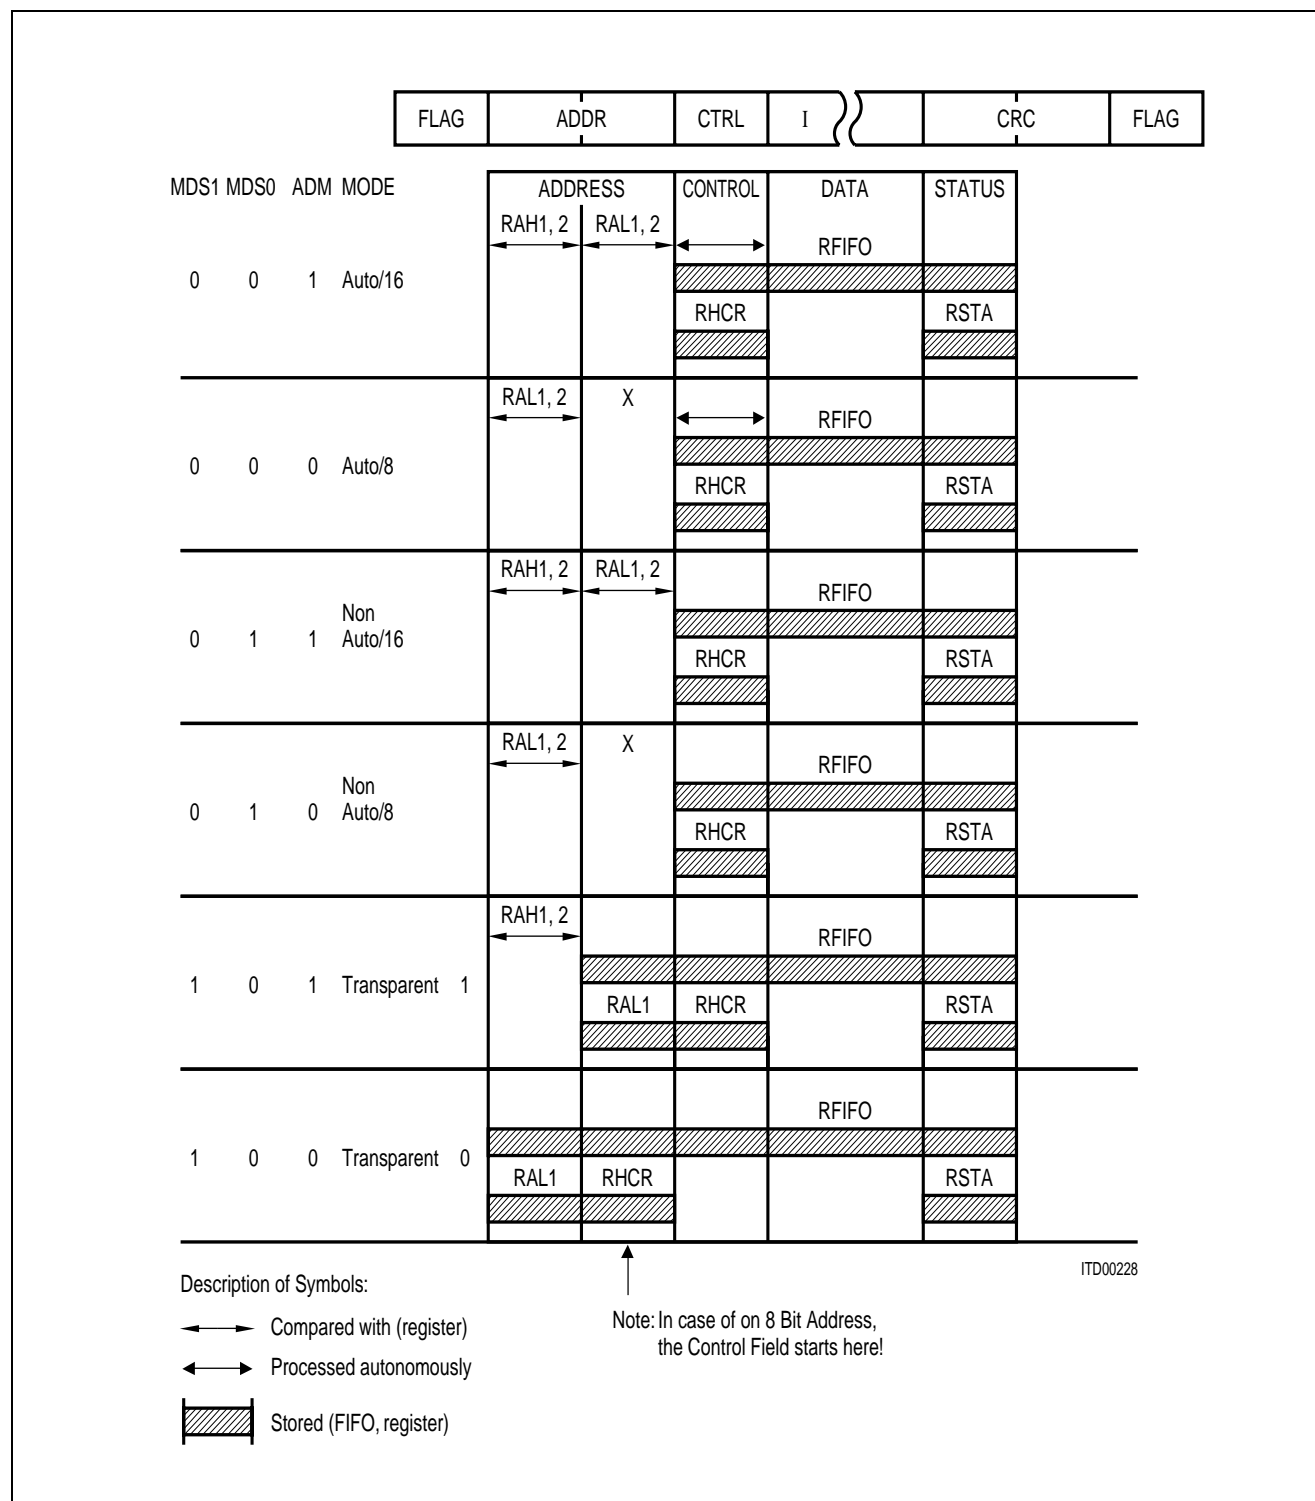 FLAG ADDR CTRL I CRC FLAG
MDS1 MDS0 ADM MODE ADDRESS CONTROL DATA STATUS
RAH1, 2 RAL1, 2
RFIFO
0 0 1 Auto/16
RHCR RSTA
RAL1, 2 X
RFIFO
0 0 0 Auto/8
RHCR RSTA
RAH1, 2 RAL1, 2
RFIFO
Non
0 1 1 Auto/16
RHCR RSTA
RAL1, 2 X
RFIFO
Non
0 1 0 Auto/8
RHCR RSTA
RAH1, 2
RFIFO
1 0 1 Transparent 1
RAL1 RHCR RSTA
RFIFO
1 0 0 Transparent 0
RAL1 RHCR RSTA
ITD00228
Description of Symbols:
Compared with (register)
Processed autonomously
Stored (FIFO, register)
Note: In case of on 8 Bit Address,
the Control Field starts here!